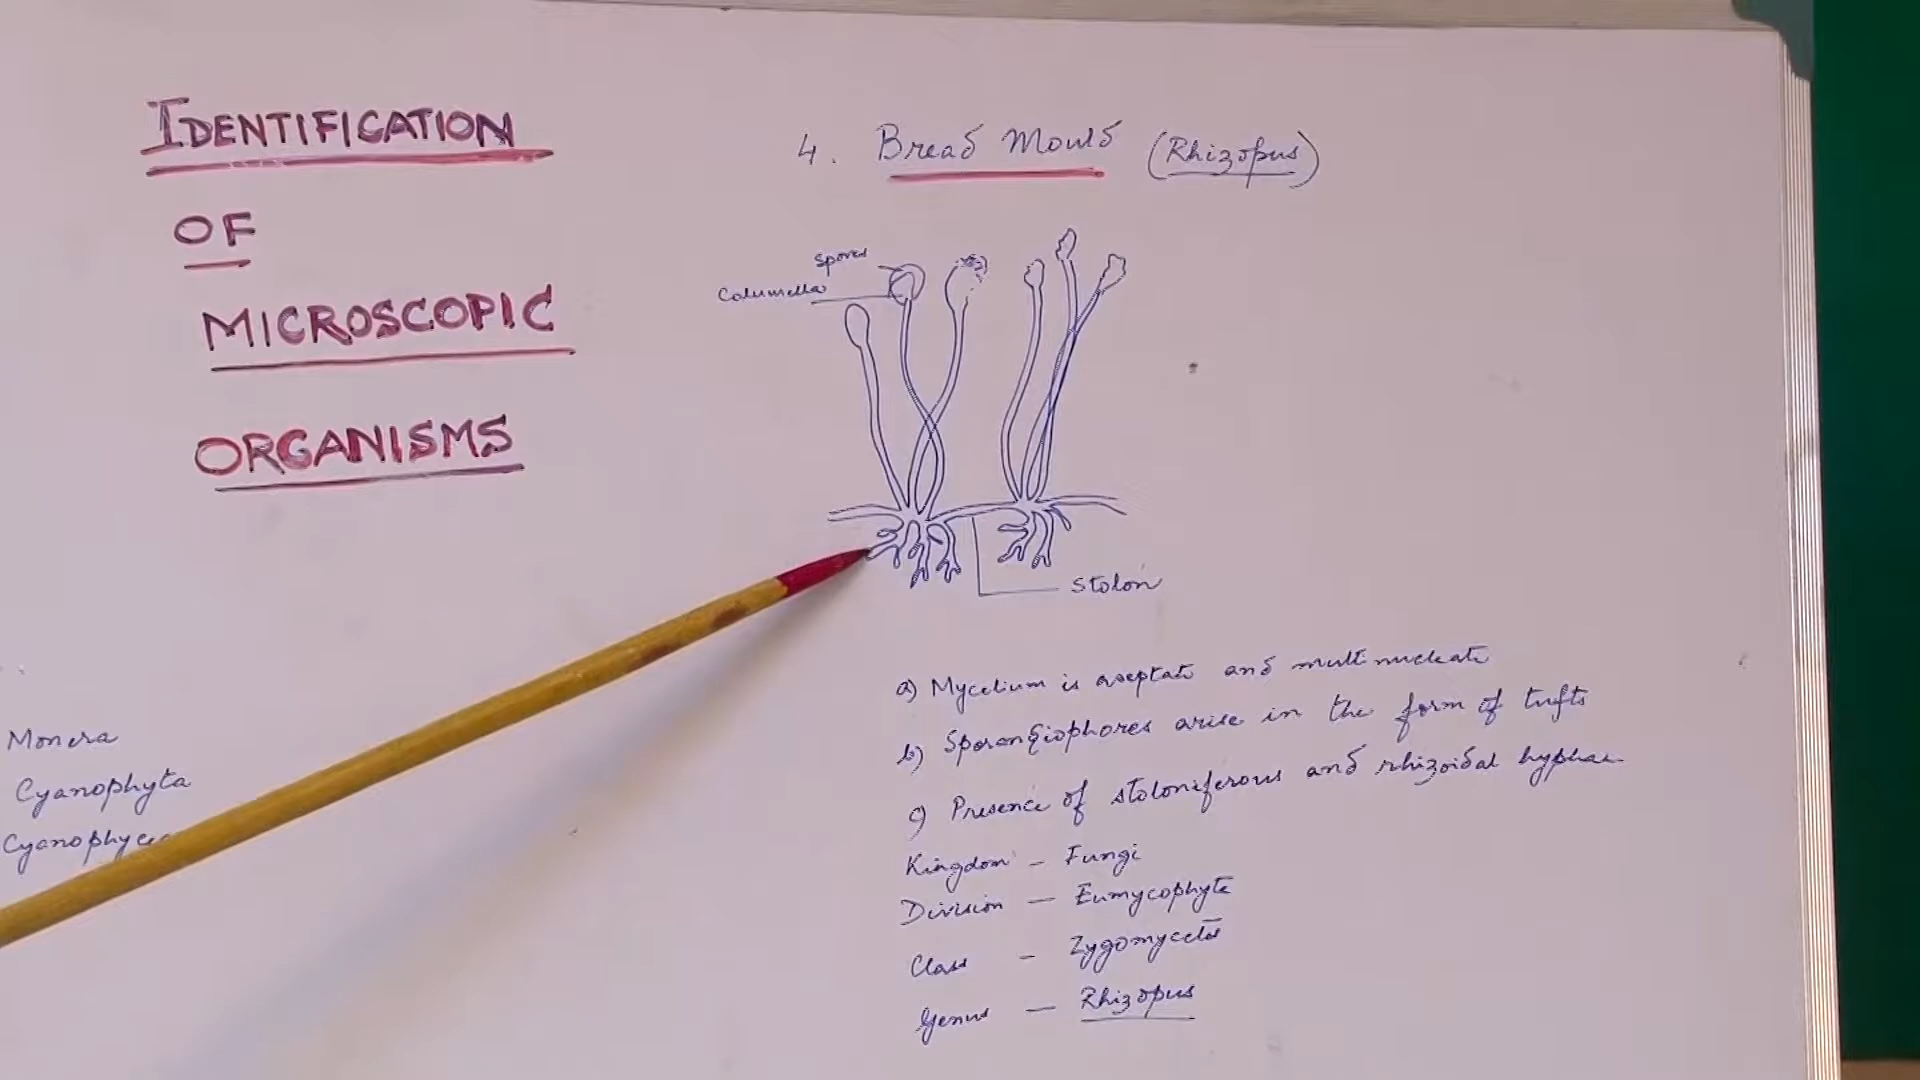 IDENTIFICATION
OF
MICROSCOPIC
ORGANISMS
Monera
Cyanophyta
4. Bread Mould (Rhizopus)
Spores
Columella
Stolon
a) Mycelium is aseptate and multinucleate
b) Sporangiophores arise in the form of tufts
c) Presence of stoloniferous and rhizoidal hyphae
Kingdom - Fungi
Division - Eumycophyta
Class - Zygomycetes
Genus - Rhizopus